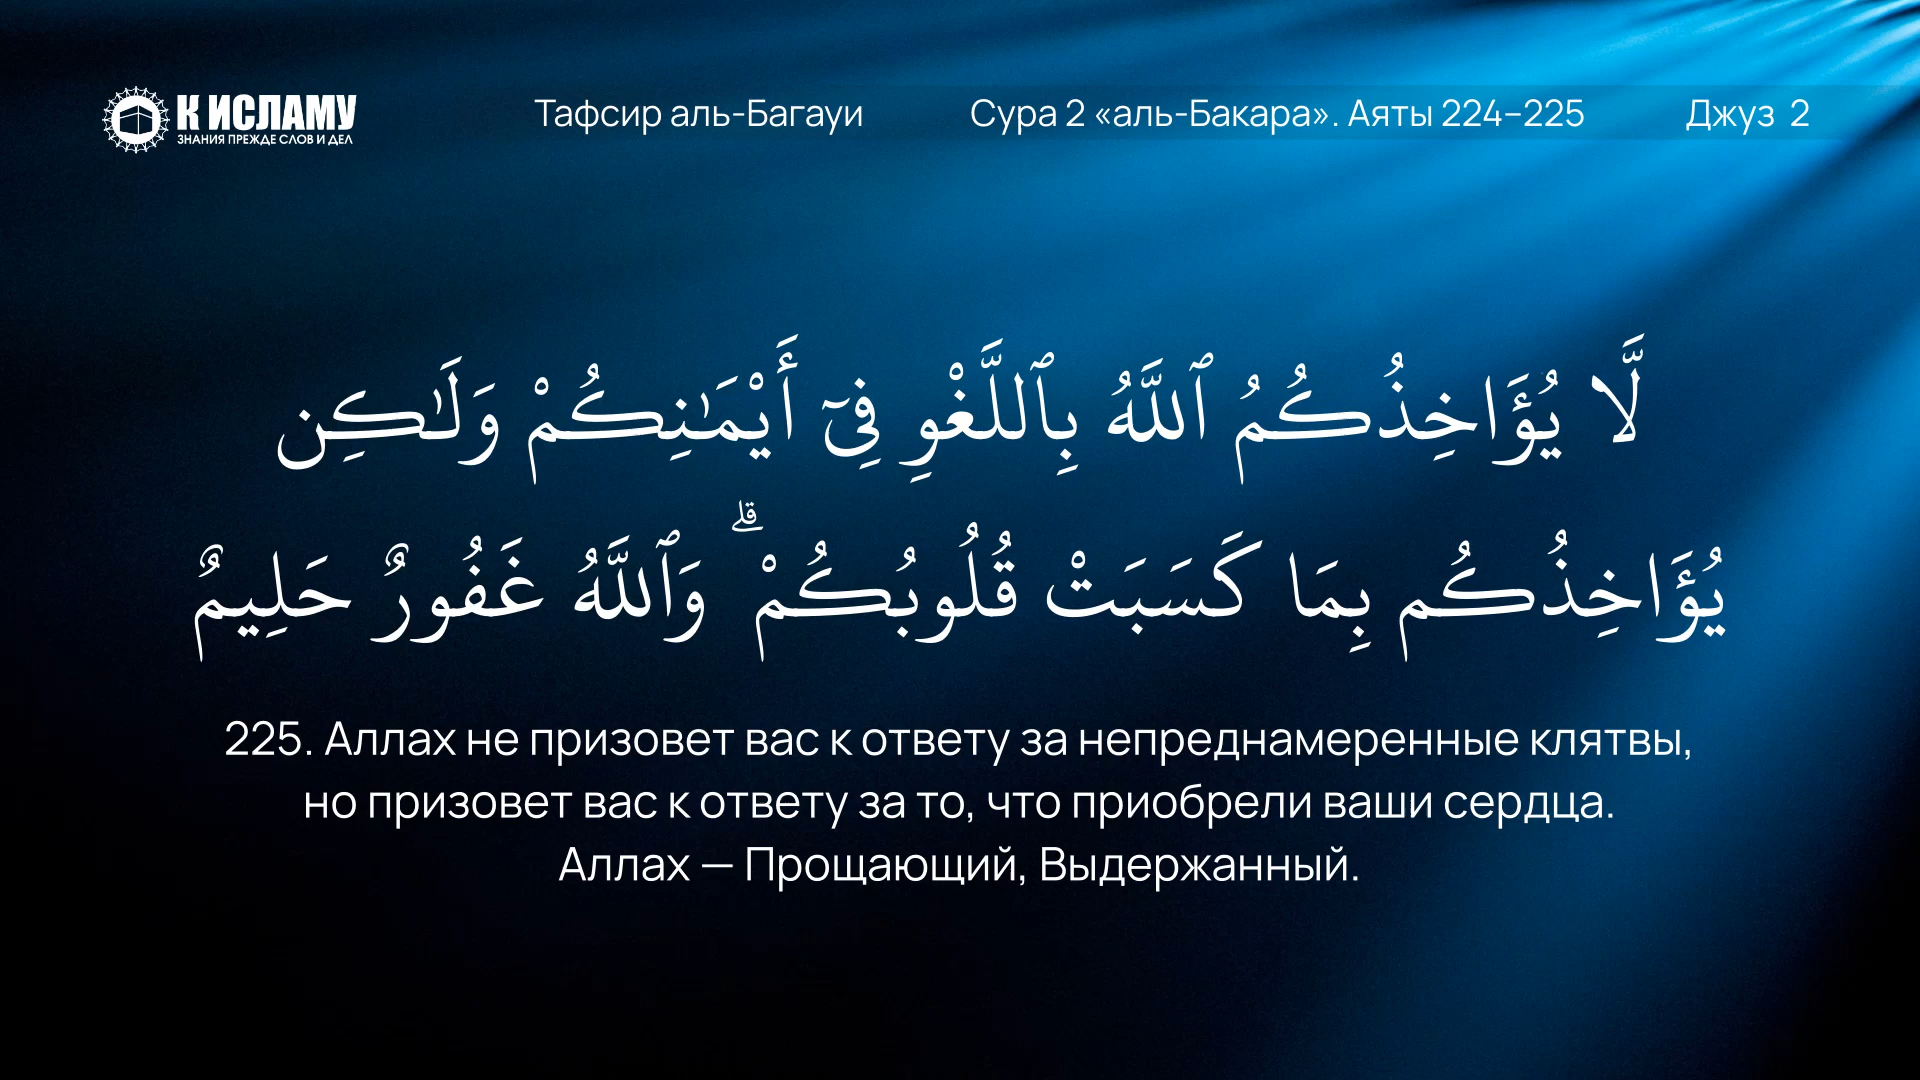 К ИСЛАМУ
ЗНАНИЯ ПРЕЖДЕ СЛОВ И ДЕЛ
Тафсир аль-Багауи
Сура 2 «аль-Бакара». Аяты 224–225
Джуз 2
لَّا يُؤَاخِذُكُمُ ٱللَّهُ بِٱللَّغْوِ فِىٓ أَيْمَـٰنِكُمْ وَلَـٰكِن
يُؤَاخِذُكُم بِمَا كَسَبَتْ قُلُوبُكُمْ ۗ وَٱللَّهُ غَفُورٌ حَلِيمٌ
225. Аллах не призовет вас к ответу за непреднамеренные клятвы,
но призовет вас к ответу за то, что приобрели ваши сердца.
Аллах — Прощающий, Выдержанный.